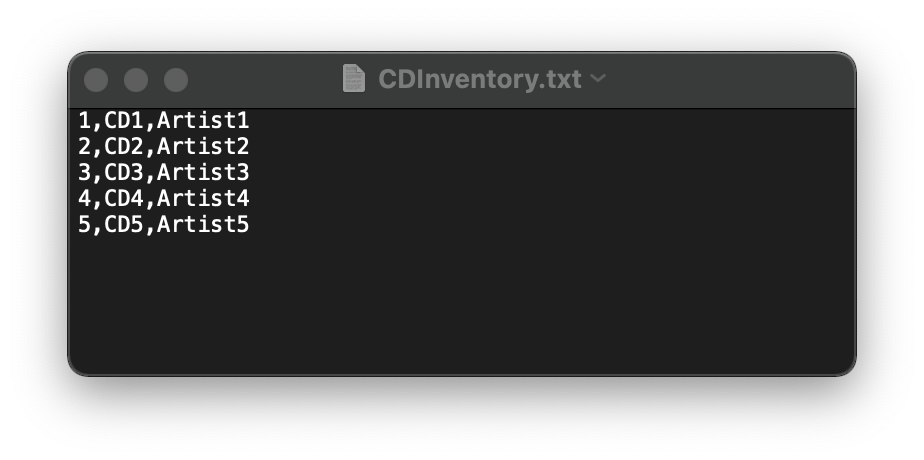 CDInventory.txt
1,CD1,Artist1
2,CD2,Artist2
3,CD3,Artist3
4,CD4,Artist4
5,CD5,Artist5